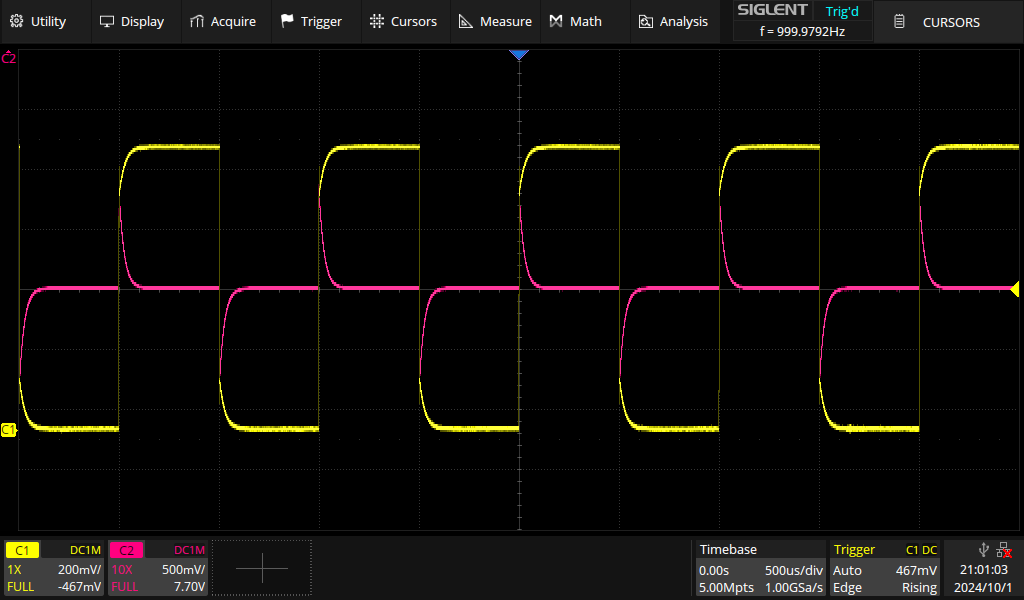 Utility Display Acquire Trigger Cursors Measure Math Analysis SIGLENT Trig'd CURSORS
f = 999.9792Hz
C2
C1
C1 DC1M C2 DC1M Timebase Trigger C1 DC
1X 200mV/ 10X 500mV/ 0.00s 500us/div Auto 467mV 21:01:03
FULL -467mV FULL 7.70V 5.00Mpts 1.00GSa/s Edge Rising 2024/10/1